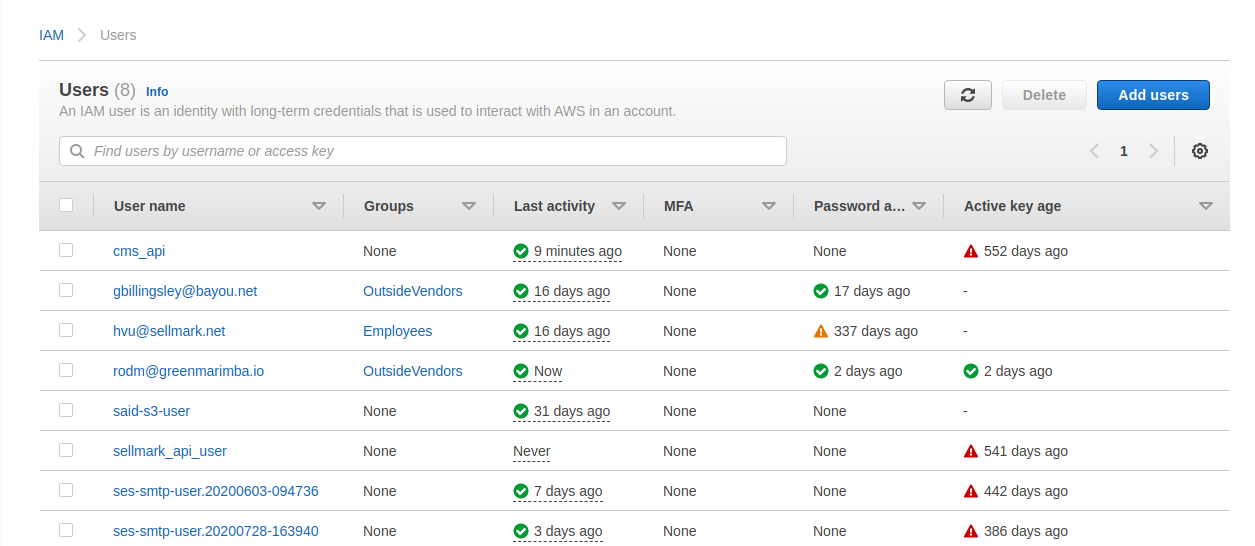 IAM > Users
Users (8) Info
An IAM user is an identity with long-term credentials that is used to interact with AWS in an account.
Delete
Add users
Find users by username or access key
1
User name Groups Last activity MFA Password a... Active key age
cms_api None 9 minutes ago None None 552 days ago
gbillingsley@bayou.net OutsideVendors 16 days ago None 17 days ago -
hvu@sellmark.net Employees 16 days ago None 337 days ago -
rodm@greenmarimba.io OutsideVendors Now None 2 days ago 2 days ago
said-s3-user None 31 days ago None None -
sellmark_api_user None Never None None 541 days ago
ses-smtp-user.20200603-094736 None 7 days ago None None 442 days ago
ses-smtp-user.20200728-163940 None 3 days ago None None 386 days ago